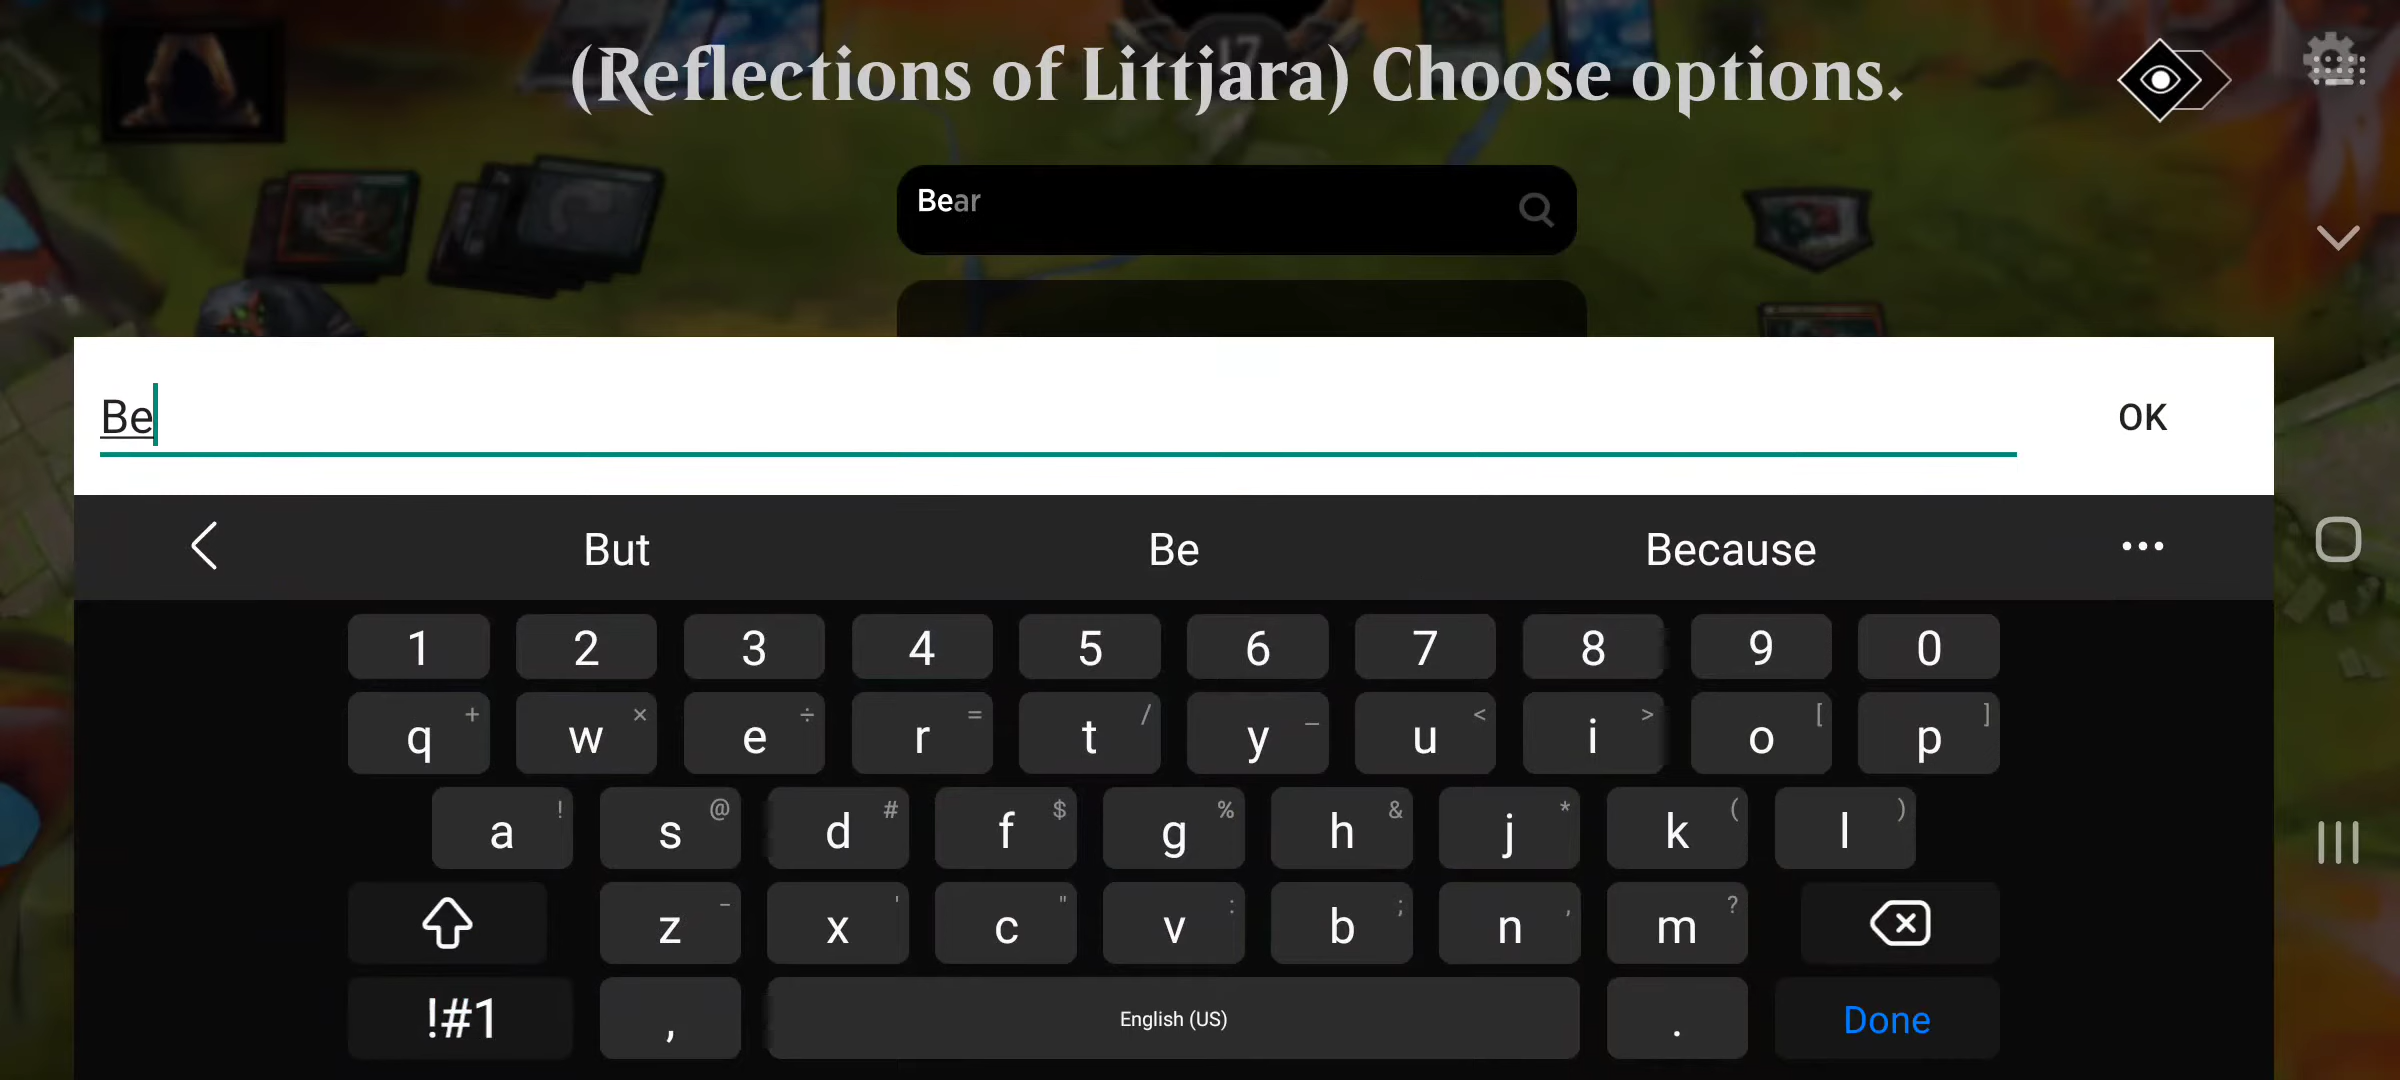 17
(Reflections of Littjara) Choose options.
Bear
Be
OK
But Be Because ...
1 2 3 4 5 6 7 8 9 0
q + w × e ÷ r = t / y _ u < i > o [ p ]
a ! s @ d # f $ g % h & j * k ( l )
z - x ' c " v : b ; n , m ?
!#1 , English (US) . Done